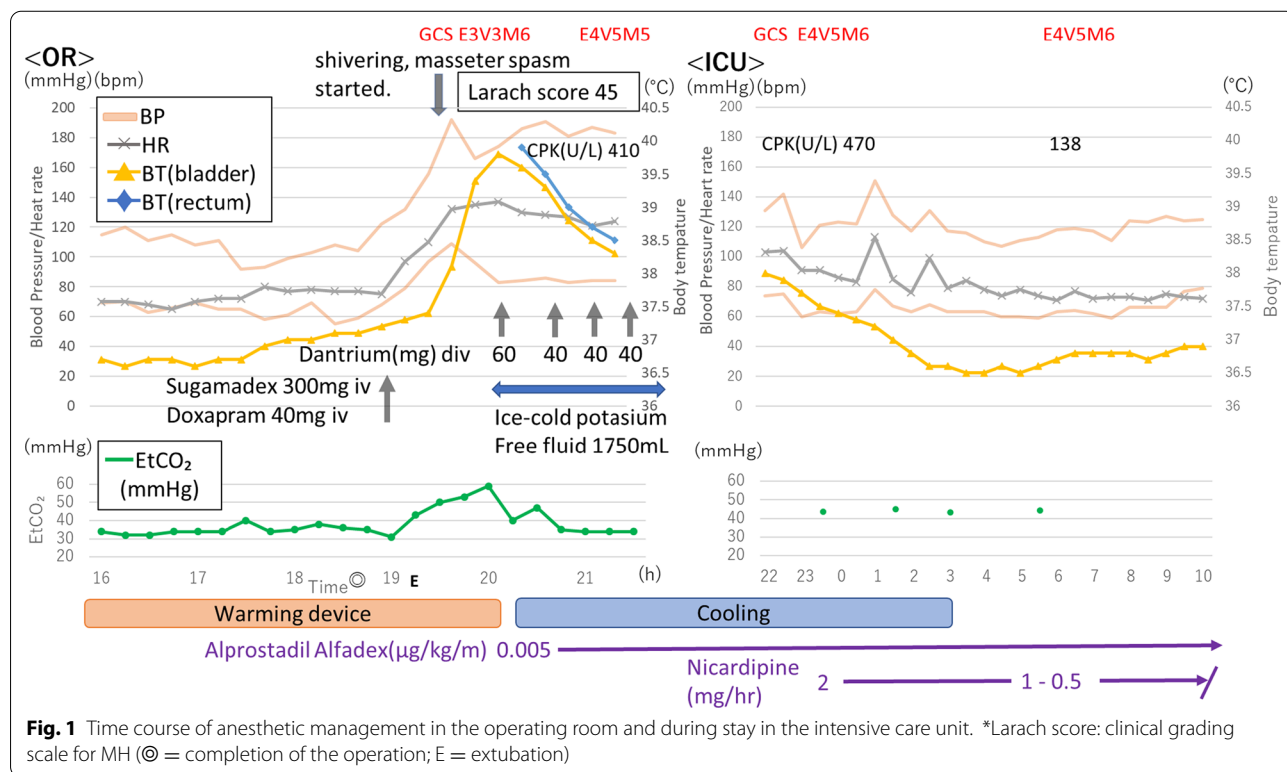 GCS E3V3M6 E4V5M5
<OR>
(mmHg)(bpm)
shivering, masseter spasm
started.
Larach score 45
(℃)
200
180
160
140
120
100
80
60
40
20
0
Blood Pressure/Heat rate
BP
HR
BT(bladder)
BT(rectum)
CPK(U/L) 410
40.5
40
39.5
39
38.5
38
37.5
37
36.5
36
Body tempature
Dantrium(mg) div 60 40 40 40
Sugamadex 300mg iv
Doxapram 40mg iv
Ice-cold potasium
Free fluid 1750mL
GCS E4V5M6 E4V5M6
<ICU>
(mmHg)(bpm)
(℃)
200
180
160
140
120
100
80
60
40
20
0
Blood Pressure/Heart rate
CPK(U/L) 470 138
40.5
40
39.5
39
38.5
38
37.5
37
36.5
36
Body tempature
(mmHg)
EtCO₂
(mmHg)
60
50
40
30
20
EtCO₂
16 17 18 19 20 21 (h)
Time◎ E
(mmHg)
60
50
40
30
20
22 23 0 1 2 3 4 5 6 7 8 9 10
Warming device
Cooling
Alprostadil Alfadex(μg/kg/m) 0.005
Nicardipine
(mg/hr) 2 1 - 0.5
Fig. 1 Time course of anesthetic management in the operating room and during stay in the intensive care unit. *Larach score: clinical grading
scale for MH (◎ = completion of the operation; E = extubation)